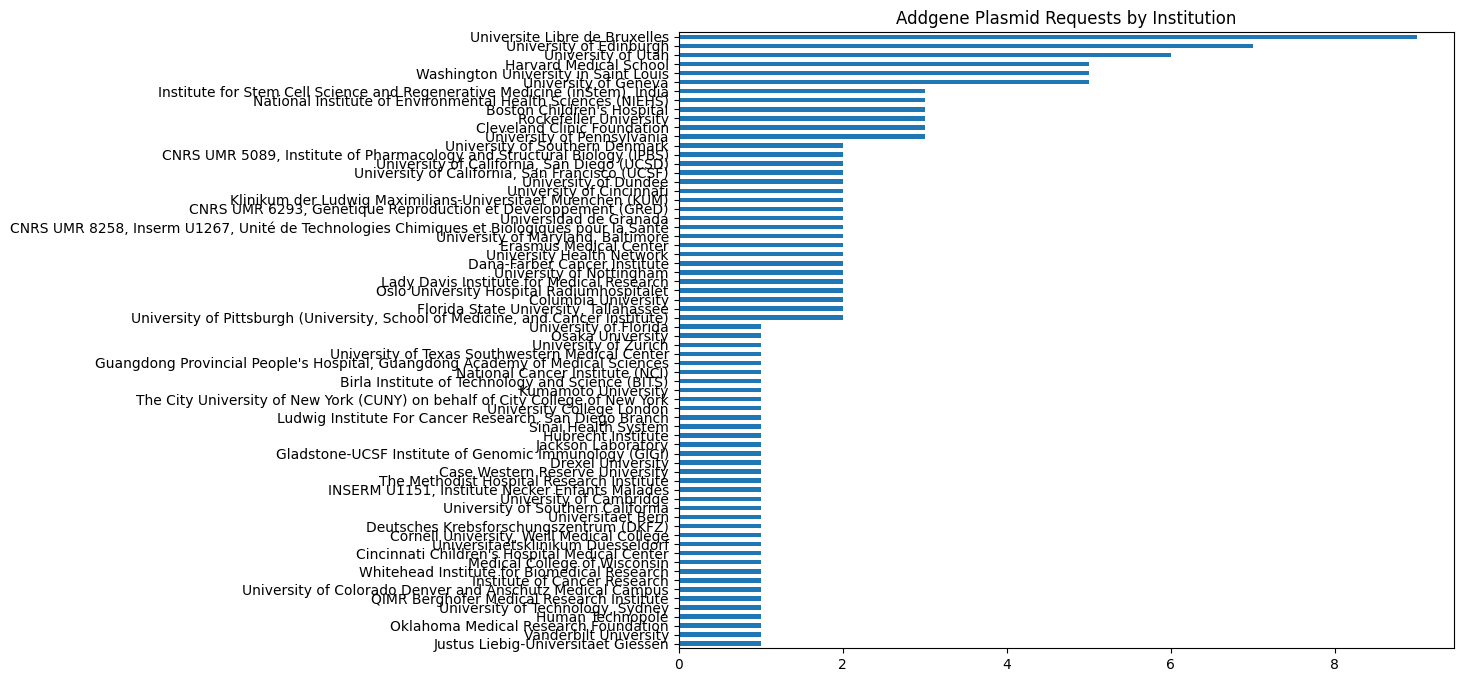 Addgene Plasmid Requests by Institution
Universite Libre de Bruxelles
University of Edinburgh
University of Utah
Harvard Medical School
Washington University in Saint Louis
University of Geneva
Institute for Stem Cell Science and Regenerative Medicine (inStem), India
National Institute of Environmental Health Sciences (NIEHS)
Boston Children's Hospital
Rockefeller University
Cleveland Clinic Foundation
University of Pennsylvania
University of Southern Denmark
CNRS UMR 5089, Institute of Pharmacology and Structural Biology (IPBS)
University of California, San Diego (UCSD)
University of California, San Francisco (UCSF)
University of Dundee
University of Cincinnati
Klinikum der Ludwig Maximilians-Universitaet Muenchen (KUM)
CNRS UMR 6293, Génétique Reproduction et Développement (GReD)
Universidad de Granada
CNRS UMR 8258, Inserm U1267, Unité de Technologies Chimiques et Biologiques pour la Santé
University of Maryland, Baltimore
Erasmus Medical Center
University Health Network
Dana-Farber Cancer Institute
University of Nottingham
Lady Davis Institute for Medical Research
Oslo University Hospital Radiumhospitalet
Columbia University
Florida State University, Tallahassee
University of Pittsburgh (University, School of Medicine, and Cancer Institute)
University of Florida
Osaka University
University of Zurich
University of Texas Southwestern Medical Center
Guangdong Provincial People's Hospital, Guangdong Academy of Medical Sciences
National Cancer Institute (NCI)
Birla Institute of Technology and Science (BITS)
Kumamoto University
The City University of New York (CUNY) on behalf of City College of New York
University College London
Ludwig Institute For Cancer Research, San Diego Branch
Sinai Health System
Hubrecht Institute
Jackson Laboratory
Gladstone-UCSF Institute of Genomic Immunology (GIGI)
Drexel University
Case Western Reserve University
The Methodist Hospital Research Institute
INSERM U1151, Institute Necker Enfants Malades
University of Cambridge
University of Southern California
Universitaet Bern
Deutsches Krebsforschungszentrum (DKFZ)
Cornell University, Weill Medical College
Universitaetsklinikum Duesseldorf
Cincinnati Children's Hospital Medical Center
Medical College of Wisconsin
Whitehead Institute for Biomedical Research
Institute of Cancer Research
University of Colorado Denver and Anschutz Medical Campus
QIMR Berghofer Medical Research Institute
University of Technology, Sydney
Human Technopole
Oklahoma Medical Research Foundation
Vanderbilt University
Justus Liebig-Universitaet Giessen
0 2 4 6 8